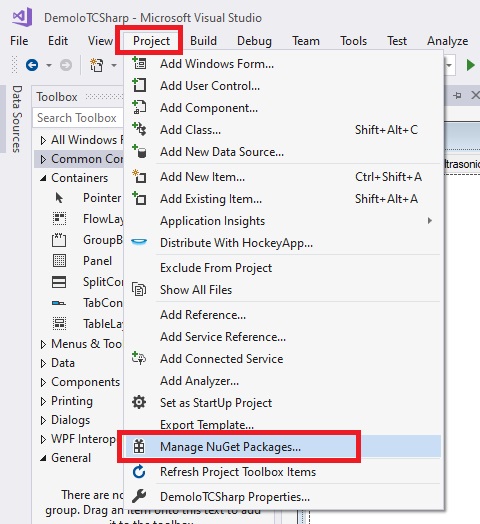 DemoIoTCSharp - Microsoft Visual Studio
File Edit View Project Build Debug Team Tools Test Analyze
Data Sources
Toolbox
Search Toolbox
All Windows F
Common Con
Containers
Pointer
FlowLay
GroupB
Panel
SplitCon
TabCont
TableLay
Menus & Too
Data
Components
Printing
Dialogs
WPF Interop
General
There are no
group. Drag an item onto this text to add
it to the toolbox.
Add Windows Form...
Add User Control...
Add Component...
Add Class... Shift+Alt+C
Add New Data Source...
Add New Item... Ctrl+Shift+A
Add Existing Item... Shift+Alt+A
Application Insights
Distribute With HockeyApp...
Exclude From Project
Show All Files
Add Reference...
Add Service Reference...
Add Connected Service
Add Analyzer...
Set as StartUp Project
Export Template...
Manage NuGet Packages...
Refresh Project Toolbox Items
DemoIoTCSharp Properties...
ltrasonic